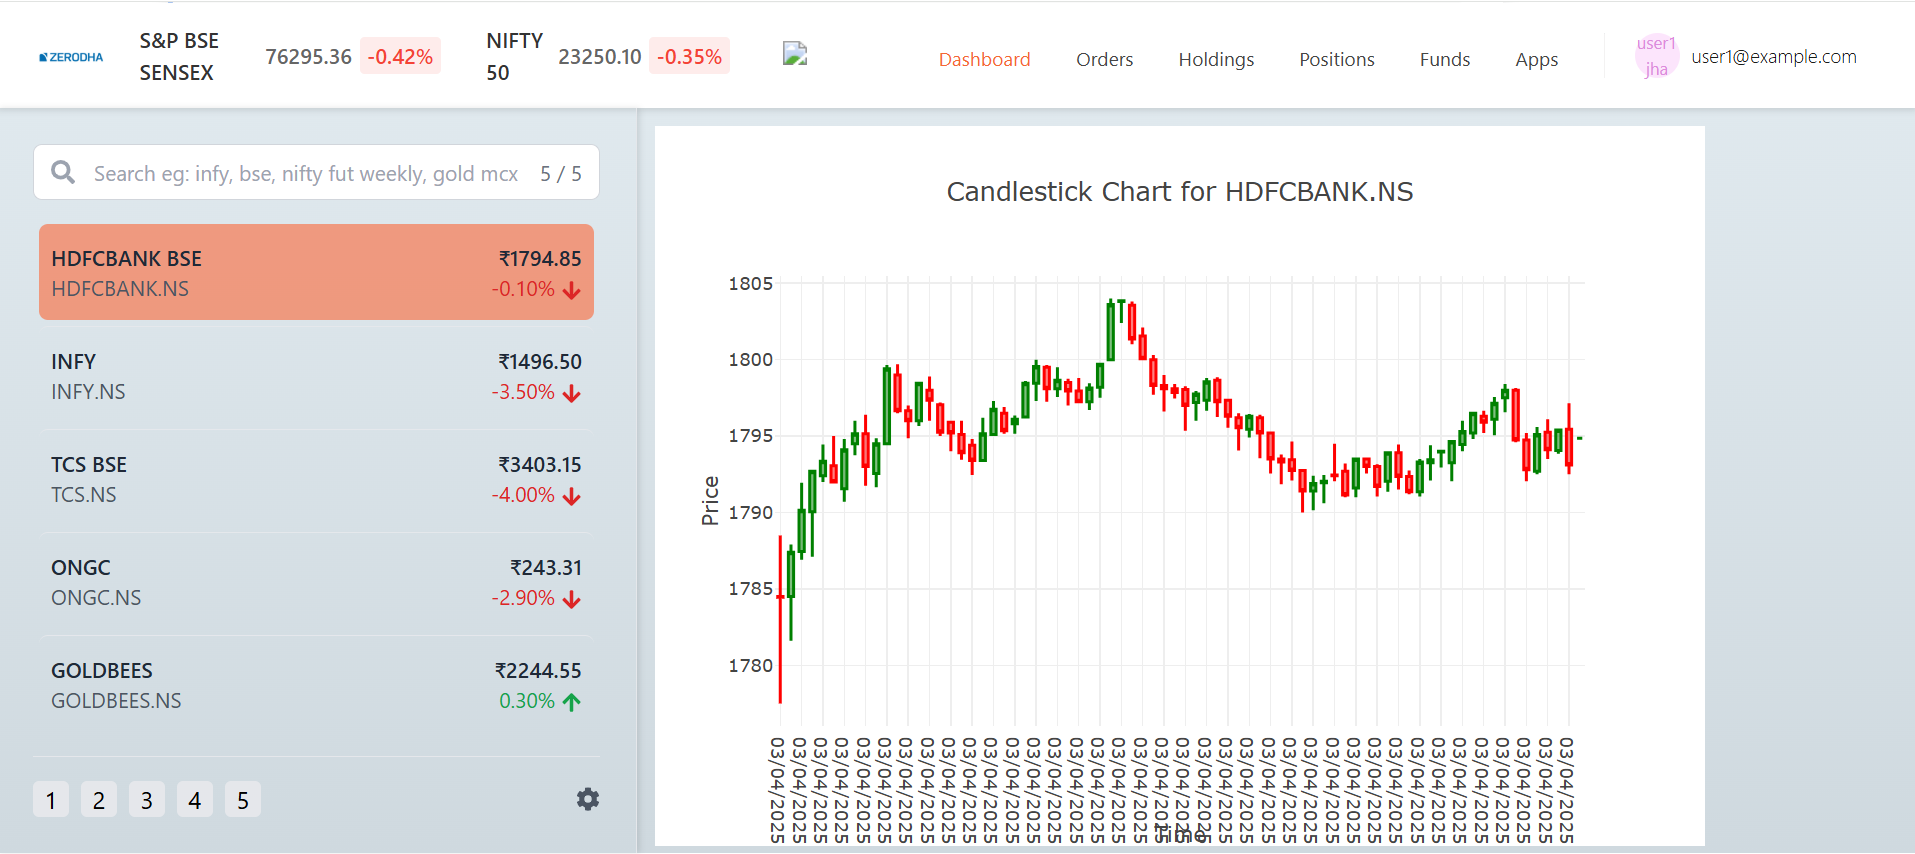 ZERODHA
S&P BSE
SENSEX
76295.36 -0.42%
NIFTY
50
23250.10 -0.35%
Dashboard Orders Holdings Positions Funds Apps
user1
jha
user1@example.com
Search eg: infy, bse, nifty fut weekly, gold mcx 5 / 5
HDFCBANK BSE ₹1794.85
HDFCBANK.NS -0.10%
INFY ₹1496.50
INFY.NS -3.50%
TCS BSE ₹3403.15
TCS.NS -4.00%
ONGC ₹243.31
ONGC.NS -2.90%
GOLDBEES ₹2244.55
GOLDBEES.NS 0.30%
1 2 3 4 5
Candlestick Chart for HDFCBANK.NS
Price
1805
1800
1795
1790
1785
1780
03/04/2025 03/04/2025 03/04/2025 03/04/2025 03/04/2025 03/04/2025 03/04/2025 03/04/2025 03/04/2025 03/04/2025 03/04/2025 03/04/2025 03/04/2025 03/04/2025 03/04/2025 03/04/2025 03/04/2025 03/04/2025 03/04/2025 03/04/2025 03/04/2025 03/04/2025 03/04/2025 03/04/2025 03/04/2025 03/04/2025 03/04/2025 03/04/2025 03/04/2025 03/04/2025 03/04/2025 03/04/2025 03/04/2025 03/04/2025 03/04/2025 03/04/2025 03/04/2025 03/04/2025
Time